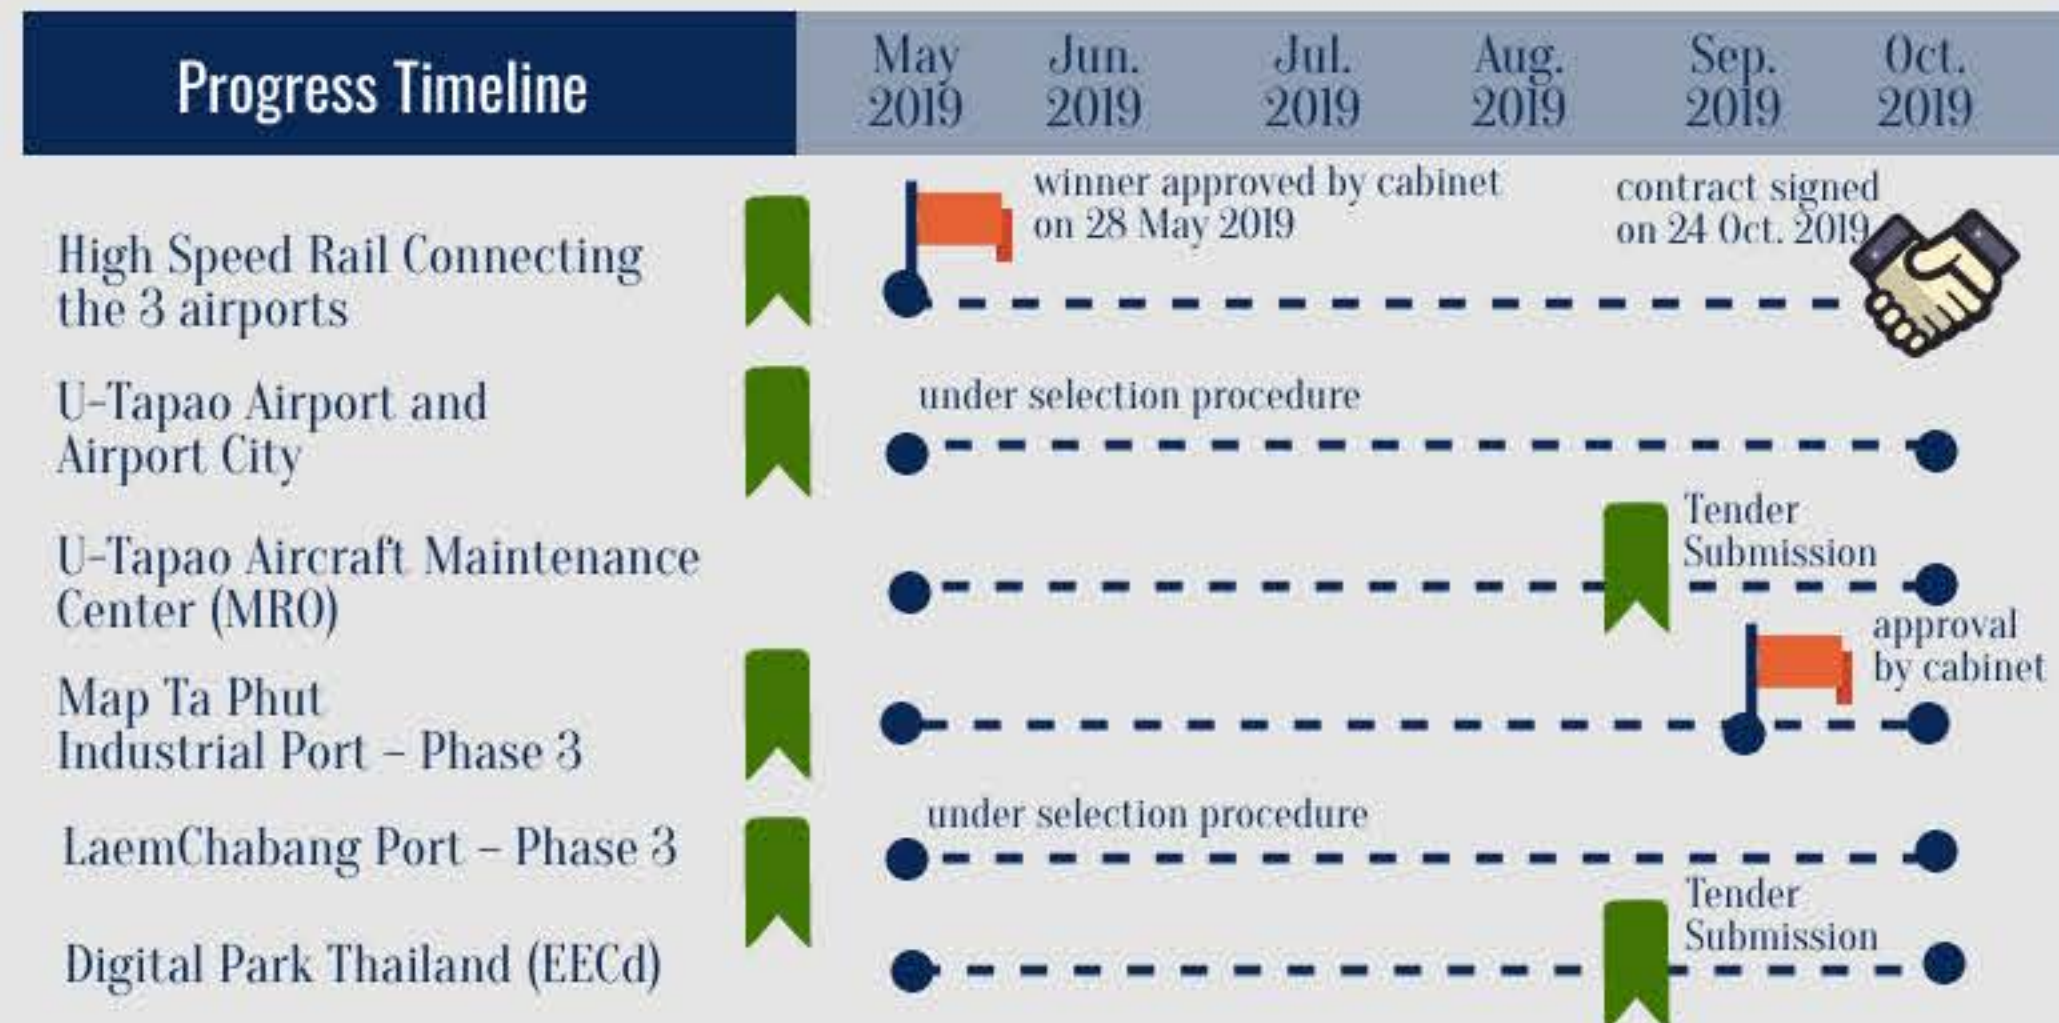 Progress Timeline
May
2019
Jun.
2019
Jul.
2019
Aug.
2019
Sep.
2019
Oct.
2019
High Speed Rail Connecting
the 3 airports
winner approved by cabinet
on 28 May 2019
contract signed
on 24 Oct. 2019
U-Tapao Airport and
Airport City
under selection procedure
U-Tapao Aircraft Maintenance
Center (MRO)
Tender
Submission
Map Ta Phut
Industrial Port – Phase 3
approval
by cabinet
LaemChabang Port – Phase 3
under selection procedure
Digital Park Thailand (EECd)
Tender
Submission